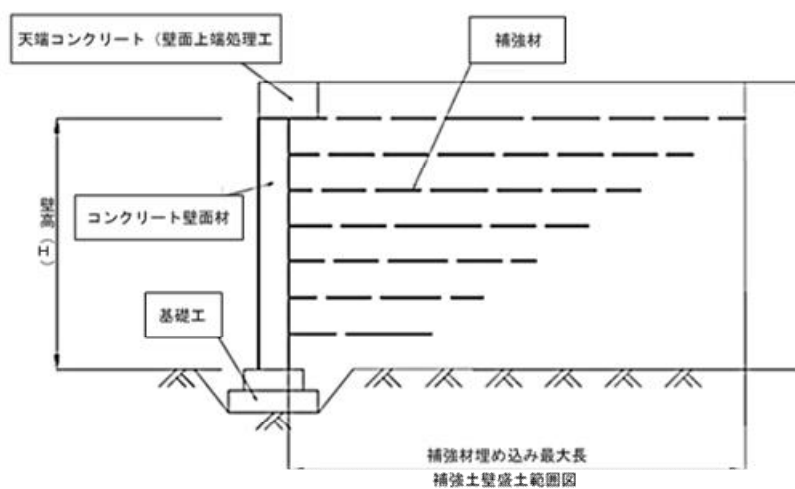 天端コンクリート（壁面上端処理工
補強材
コンクリート壁面材
壁高（H）
基礎工
補強材埋め込み最大長
補強土壁盛土範囲図